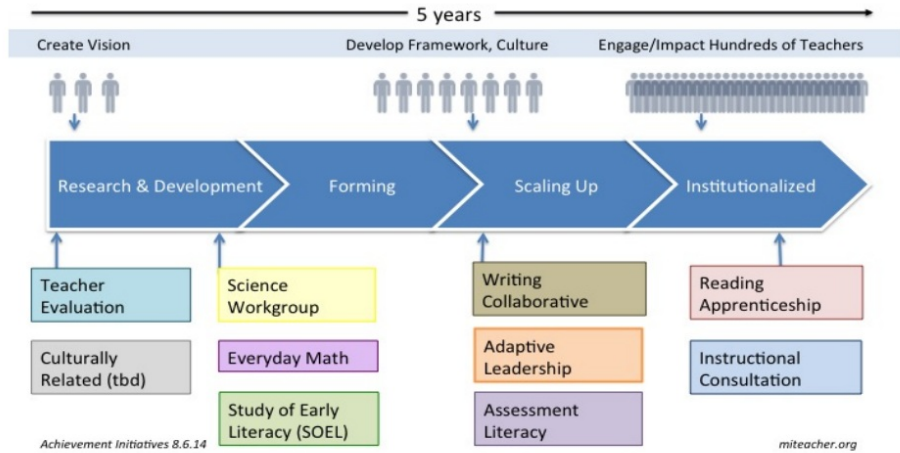 5 years
Create Vision
Develop Framework, Culture
Engage/Impact Hundreds of Teachers
Research & Development
Forming
Scaling Up
Institutionalized
Teacher
Evaluation
Culturally
Related (tbd)
Science
Workgroup
Everyday Math
Study of Early
Literacy (SOEL)
Writing
Collaborative
Adaptive
Leadership
Assessment
Literacy
Reading
Apprenticeship
Instructional
Consultation
Achievement Initiatives 8.6.14
miteacher.org